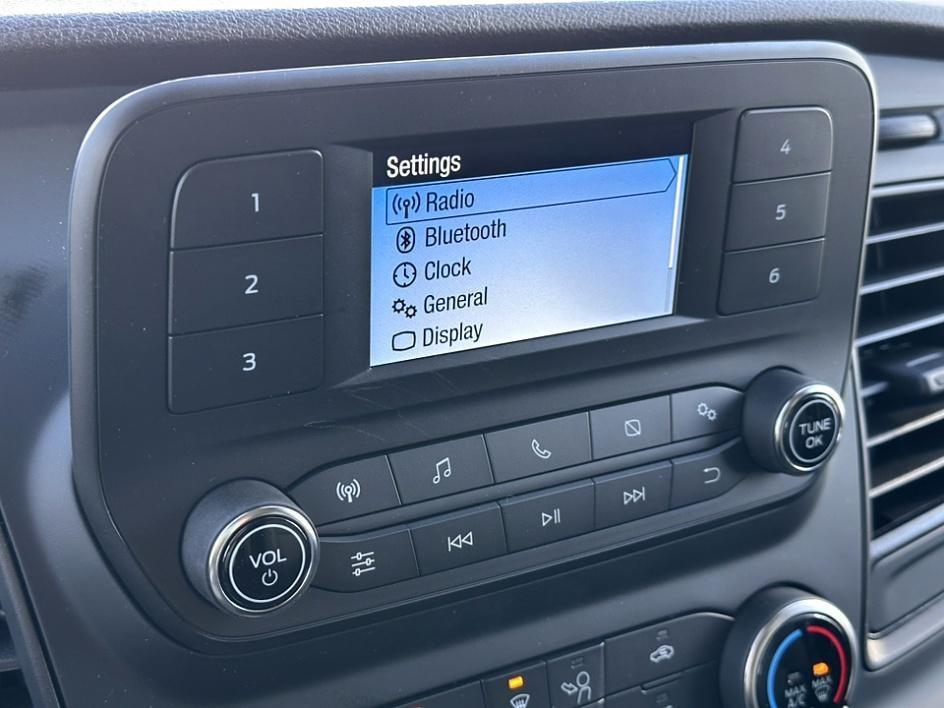 Settings
Radio
Bluetooth
Clock
General
Display
1
2
3
4
5
6
VOL
TUNE
OK
MAX
A/C
MAX